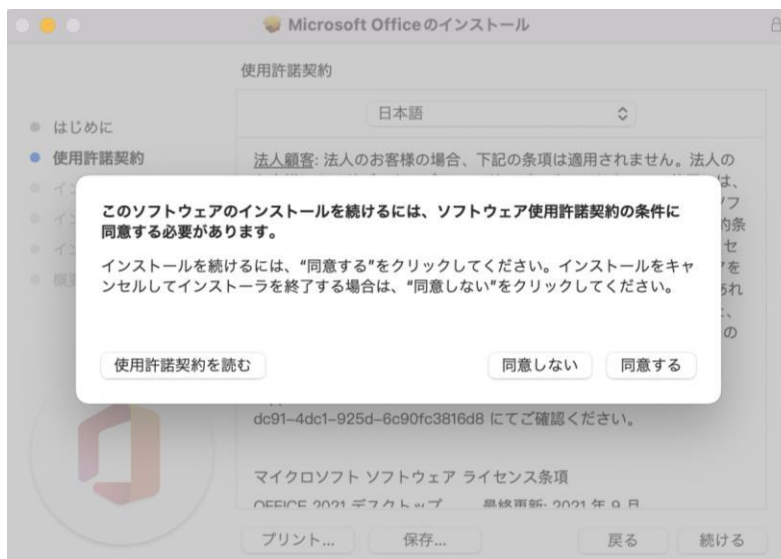 Microsoft Officeのインストール
使用許諾契約
日本語
はじめに
使用許諾契約
法人顧客: 法人のお客様の場合、下記の条項は適用されません。法人の
このソフトウェアのインストールを続けるには、ソフトウェア使用許諾契約の条件に
同意する必要があります。
インストールを続けるには、“同意する”をクリックしてください。インストールをキャ
ンセルしてインストーラを終了する場合は、“同意しない”をクリックしてください。
使用許諾契約を読む
同意しない
同意する
dc91–4dc1–925d–6c90fc3816d8 にてご確認ください。
マイクロソフト ソフトウェア ライセンス条項
OFFICE 2021 デスクトップ 最終更新: 2021 年 9 月
プリント...
保存...
戻る
続ける